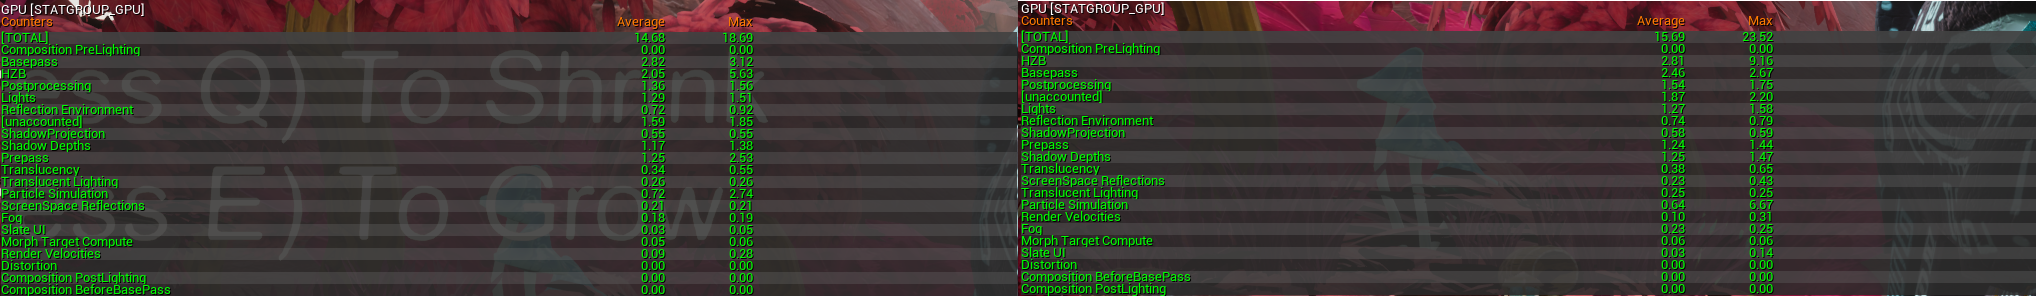 GPU [STATGROUP_GPU]
Counters Average Max
[TOTAL] 14.68 18.69
Composition PreLighting 0.00 0.00
Basepass 2.82 3.12
HZB 2.05 5.63
Postprocessing 1.36 1.56
Lights 1.29 1.51
Reflection Environment 0.72 0.92
[unaccounted] 1.59 1.85
ShadowProjection 0.55 0.55
Shadow Depths 1.17 1.38
Prepass 1.25 2.53
Translucency 0.34 0.55
Translucent Lighting 0.26 0.26
Particle Simulation 0.72 2.74
ScreenSpace Reflections 0.21 0.21
Fog 0.18 0.19
Slate UI 0.03 0.05
Morph Target Compute 0.05 0.06
Render Velocities 0.09 0.28
Distortion 0.00 0.00
Composition PostLighting 0.00 0.00
Composition BeforeBasePass 0.00 0.00
ess Q) To Shrink
ess E) To Grow
GPU [STATGROUP_GPU]
Counters Average Max
[TOTAL] 15.69 23.52
Composition PreLighting 0.00 0.00
HZB 2.81 9.16
Basepass 2.46 2.67
Postprocessing 1.54 1.75
[unaccounted] 1.87 2.20
Lights 1.27 1.58
Reflection Environment 0.74 0.79
ShadowProjection 0.58 0.59
Prepass 1.24 1.44
Shadow Depths 1.25 1.47
Translucency 0.38 0.65
ScreenSpace Reflections 0.23 0.43
Translucent Lighting 0.25 0.25
Particle Simulation 0.64 6.67
Render Velocities 0.10 0.31
Fog 0.23 0.25
Morph Target Compute 0.06 0.06
Slate UI 0.03 0.14
Distortion 0.00 0.00
Composition BeforeBasePass 0.00 0.00
Composition PostLighting 0.00 0.00